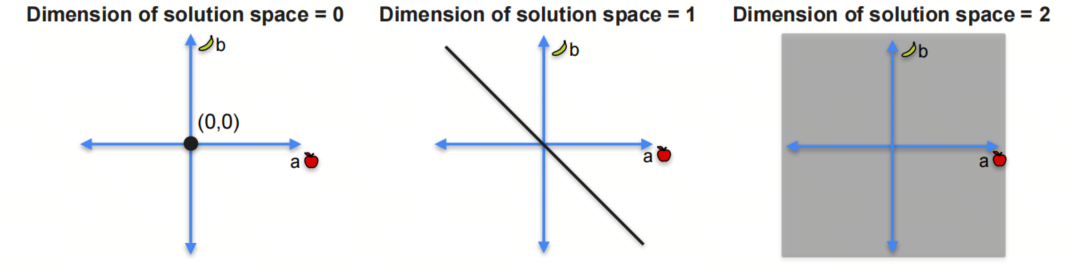 Dimension of solution space = 0
b
(0,0)
a
Dimension of solution space = 1
b
a
Dimension of solution space = 2
b
a